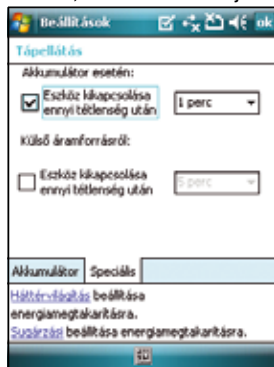 Beállítások ok
Tápellátás
Akkumulátor esetén:
Eszköz kikapcsolása
ennyi tétlenség után
1 perc
Külső áramforrásról:
Eszköz kikapcsolása
ennyi tétlenség után
5 perc
Akkumulátor Speciális
Háttérvilágítás beállítása
energiamegtakarításra.
Sugárzási beállítása energiamegtakarításra.